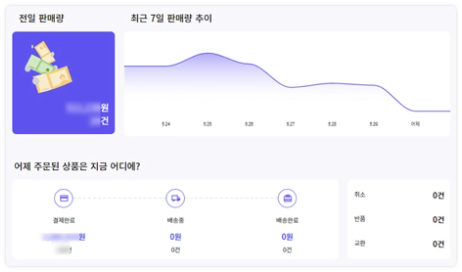 전일 판매량
최근 7일 판매량 추이
원
건
5.24
5.25
5.26
5.27
5.28
5.29
어제
어제 주문된 상품은 지금 어디에?
결제완료
배송중
배송완료
원
0원
0원
건
0건
0건
취소
0건
반품
0건
교환
0건